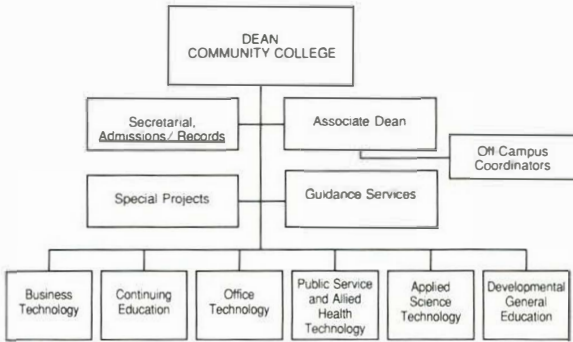 DEAN
COMMUNITY COLLEGE
Secretarial,
Admissions / Records
Associate Dean
Off Campus
Coordinators
Special Projects
Guidance Services
Business
Technology
Continuing
Education
Office
Technology
Public Service
and Allied
Health
Technology
Applied
Science
Technology
Developmental
General
Education